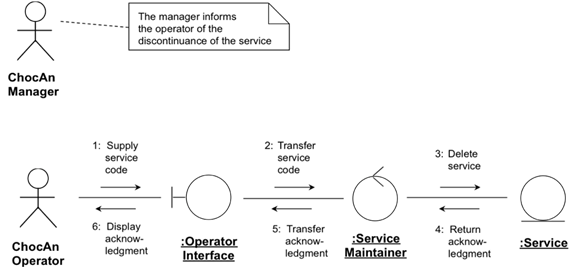 The manager informs
the operator of the
discontinuance of the service
ChocAn
Manager
1: Supply
service
code
2: Transfer
service
code
3: Delete
service
6: Display
acknow-
ledgment
5: Transfer
acknow-
ledgment
4: Return
acknow-
ledgment
ChocAn
Operator
:Operator
Interface
:Service
Maintainer
:Service